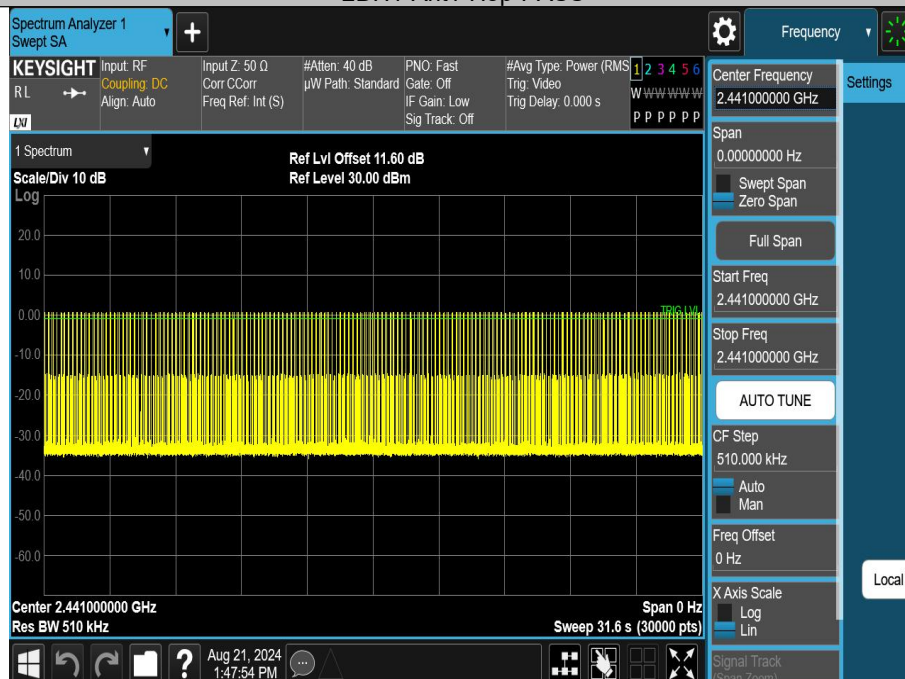 Spectrum Analyzer 1
Swept SA
+
Frequency
KEYSIGHT
RL
LXI
Input: RF
Coupling: DC
Align: Auto
Input Z: 50 Ω
Corr CCorr
Freq Ref: Int (S)
#Atten: 40 dB
µW Path: Standard
PNO: Fast
Gate: Off
IF Gain: Low
Sig Track: Off
#Avg Type: Power (RMS
Trig: Video
Trig Delay: 0.000 s
1 2 3 4 5 6
W W W W W W
P P P P P P
1 Spectrum
Scale/Div 10 dB
Log
Ref Lvl Offset 11.60 dB
Ref Level 30.00 dBm
20.0
10.0
0.00
-10.0
-20.0
-30.0
-40.0
-50.0
-60.0
TRIG LVL
Center 2.441000000 GHz
Res BW 510 kHz
Span 0 Hz
Sweep 31.6 s (30000 pts)
Center Frequency
2.441000000 GHz
Settings
Span
0.00000000 Hz
Swept Span
Zero Span
Full Span
Start Freq
2.441000000 GHz
Stop Freq
2.441000000 GHz
AUTO TUNE
CF Step
510.000 kHz
Auto
Man
Freq Offset
0 Hz
Local
X Axis Scale
Log
Lin
Signal Track
(Span Zoom)
?
Aug 21, 2024
1:47:54 PM